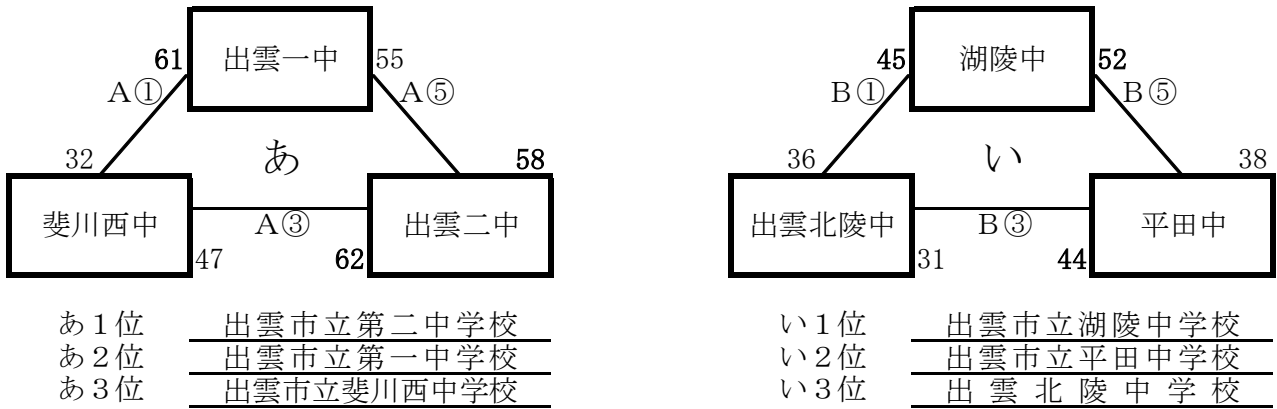 出雲一中
61
55
A①
A⑤
32
あ
58
斐川西中
A③
出雲二中
47
62
あ1位 出雲市立第二中学校
あ2位 出雲市立第一中学校
あ3位 出雲市立斐川西中学校
湖陵中
45
52
B①
B⑤
36
い
38
出雲北陵中
B③
平田中
31
44
い1位 出雲市立湖陵中学校
い2位 出雲市立平田中学校
い3位 出雲北陵中学校